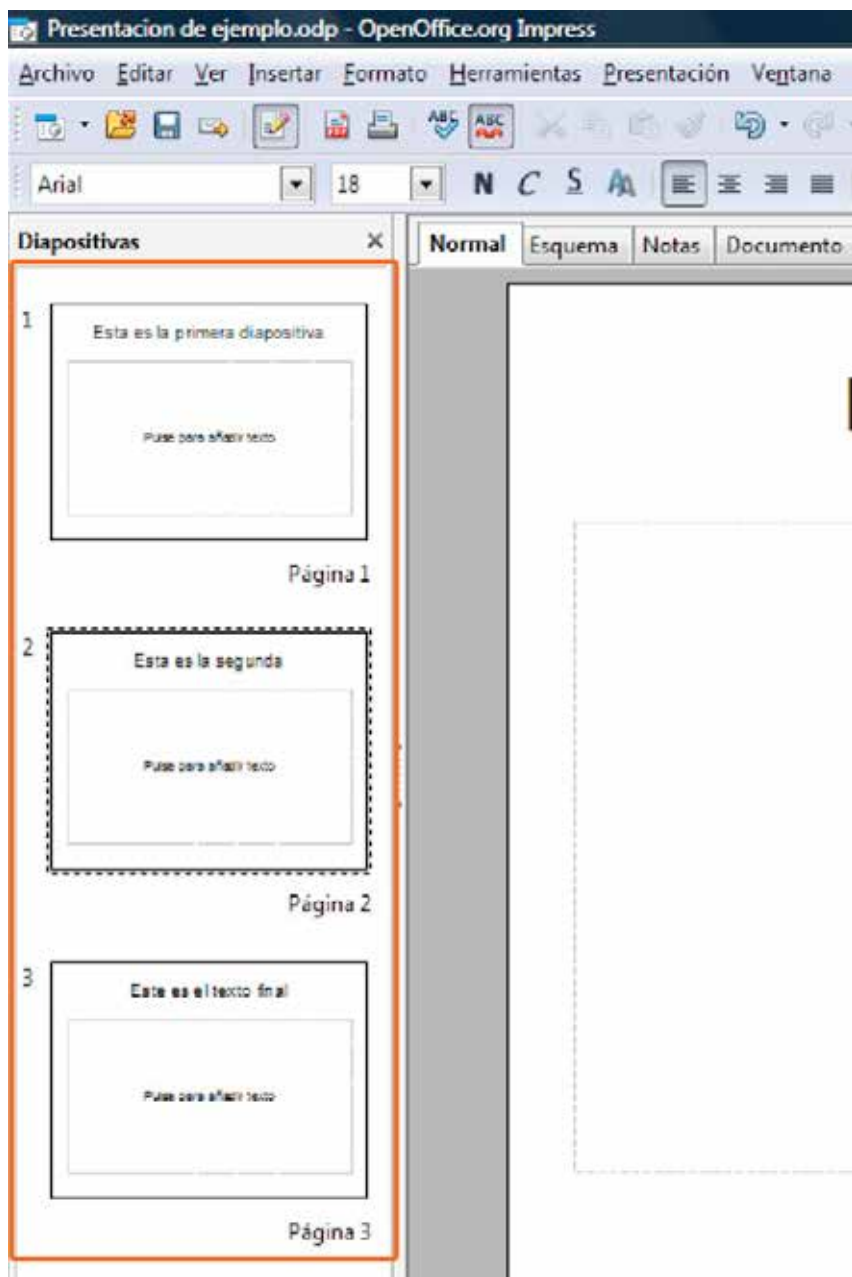 Presentacion de ejemplo.odp - OpenOffice.org Impress
Archivo Editar Ver Insertar Formato Herramientas Presentación Ventana
ABC ABC
Arial 18 N C S AA
Diapositivas × Normal Esquema Notas Documento
1
Esta es la primera diapositiva
Pulse para añadir texto
Página 1
2
Esta es la segunda
Pulse para añadir texto
Página 2
3
Este es el texto final
Pulse para añadir texto
Página 3